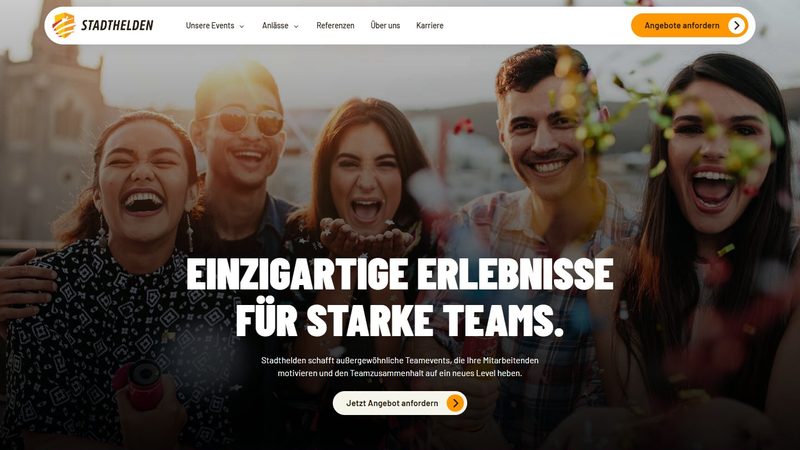 STADTHELDEN
Unsere Events
Anlässe
Referenzen
Über uns
Karriere
Angebote anfordern
EINZIGARTIGE ERLEBNISSE
FÜR STARKE TEAMS.
Stadthelden schafft außergewöhnliche Teamevents, die Ihre Mitarbeitenden
motivieren und den Teamzusammenhalt auf ein neues Level heben.
Jetzt Angebot anfordern